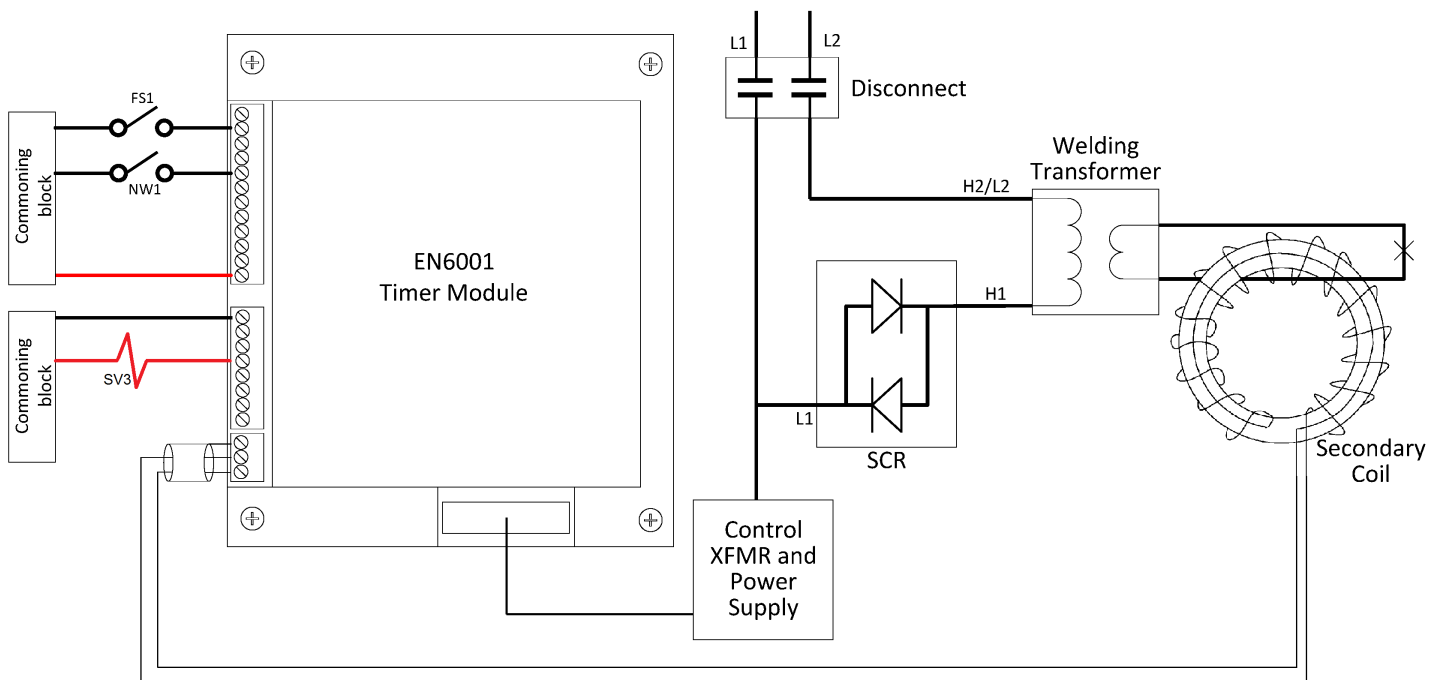 L1
L2
Disconnect
FS1
Commoning
block
NW1
Welding
Transformer
H2/L2
EN6001
Timer Module
H1
Commoning
block
SV3
L1
SCR
Secondary
Coil
Control
XFMR and
Power
Supply